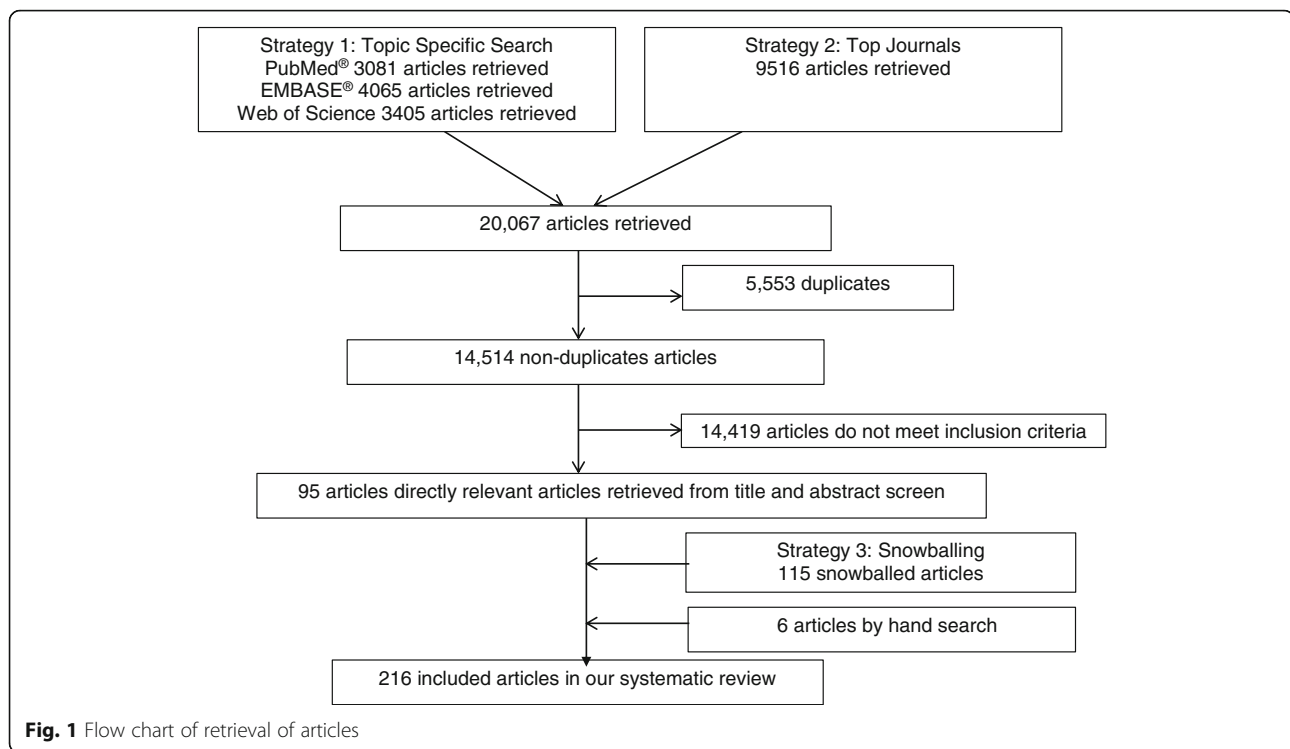 Strategy 1: Topic Specific Search
PubMed® 3081 articles retrieved
EMBASE® 4065 articles retrieved
Web of Science 3405 articles retrieved
Strategy 2: Top Journals
9516 articles retrieved
20,067 articles retrieved
5,553 duplicates
14,514 non-duplicates articles
14,419 articles do not meet inclusion criteria
95 articles directly relevant articles retrieved from title and abstract screen
Strategy 3: Snowballing
115 snowballed articles
6 articles by hand search
216 included articles in our systematic review
Fig. 1 Flow chart of retrieval of articles